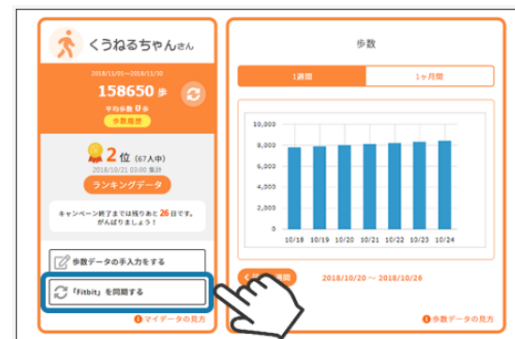 くうねるちゃんさん
2018/11/01～2018/11/30
158650 歩
平均歩数 0 歩
歩数履歴
2 位 (67人中)
2018/10/21 03:00 集計
ランキングデータ
キャンペーン終了までは残りあと 26 日です。
がんばりましょう！
歩数データの手入力をする
「Fitbit」を同期する
マイデータの見方
歩数
1週間
1ヶ月間
10,000
8,000
6,000
4,000
2,000
0
10/18 10/19 10/20 10/21 10/22 10/23 10/24
週間
2018/10/20 ～ 2018/10/26
歩数データの見方